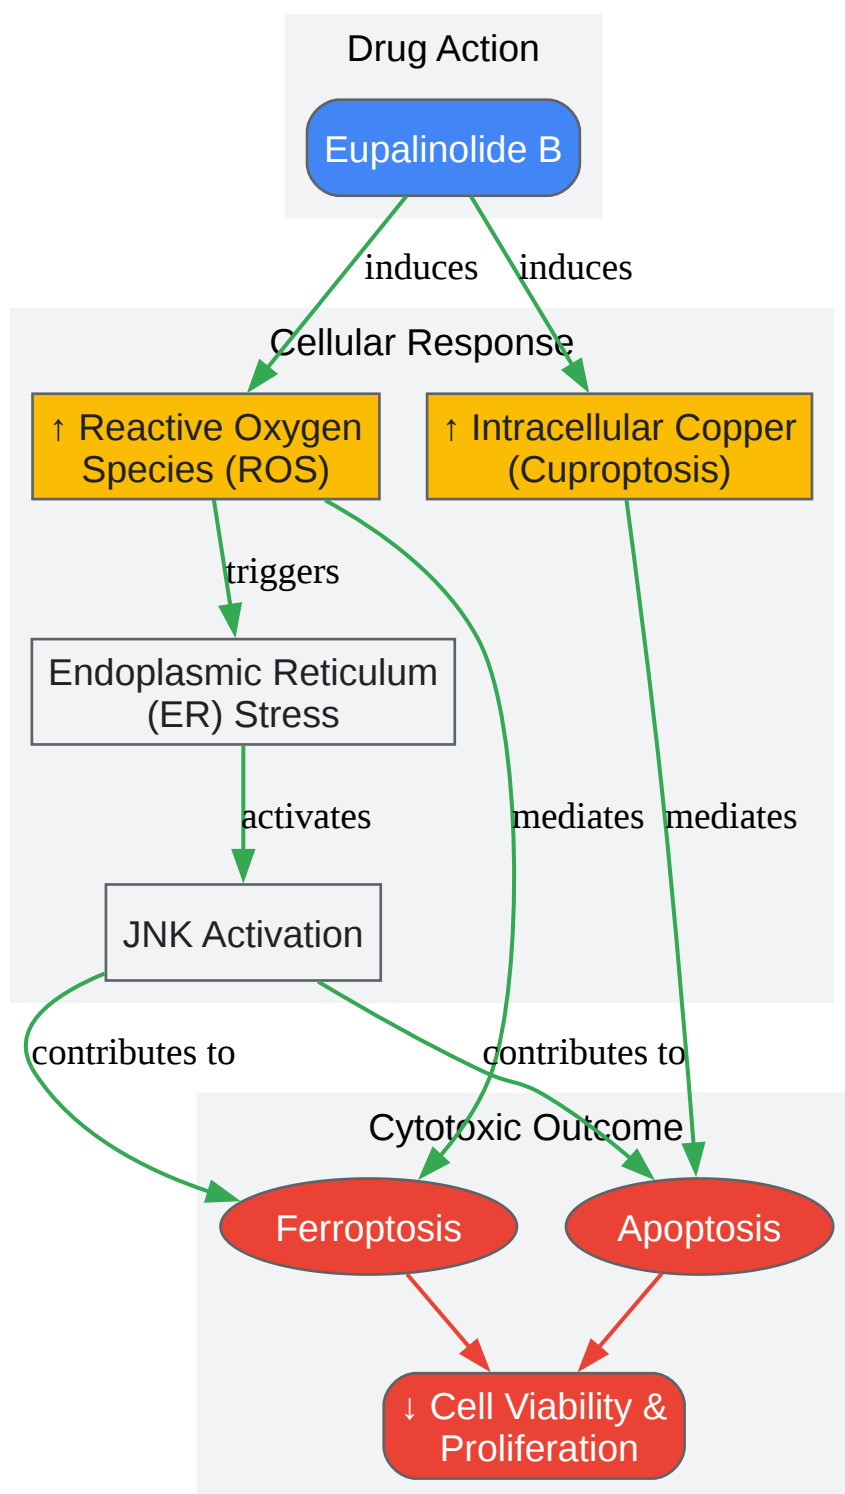 Drug Action
Eupalinolide B
induces
induces
Cellular Response
↑ Reactive Oxygen
Species (ROS)
↑ Intracellular Copper
(Cuproptosis)
triggers
Endoplasmic Reticulum
(ER) Stress
activates
mediates
mediates
JNK Activation
contributes to
contributes to
Cytotoxic Outcome
Ferroptosis
Apoptosis
↓ Cell Viability &
Proliferation